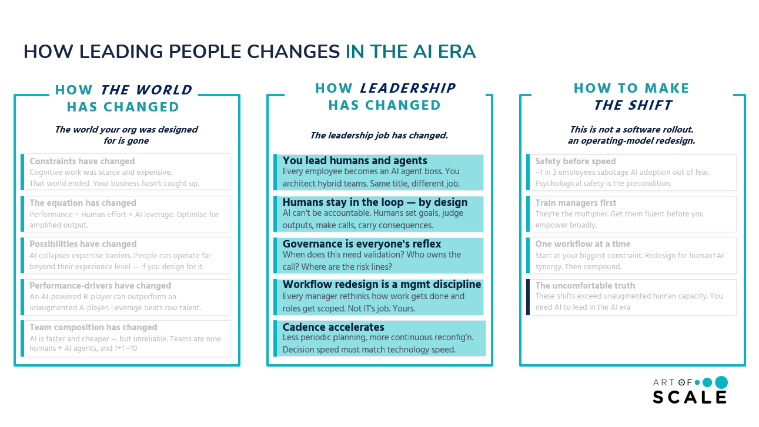 HOW LEADING PEOPLE CHANGES IN THE AI ERA
HOW THE WORLD
HAS CHANGED
The world your org was designed
for is gone
Constraints have changed
Cognitive work was scarce and expensive.
That world ended. Your business hasn't caught up.
The equation has changed
Performance = Human effort × AI leverage. Optimise for
amplified output.
Possibilities have changed
AI collapses expertise barriers. People can operate far
beyond their experience level — if you design for it.
Performance-drivers have changed
An AI-powered B-player can outperform an
unaugmented A-player. Leverage beats raw talent.
Team composition has changed
AI is faster and cheaper — but unreliable. Teams are now
humans + AI agents, and 1+1 =10
HOW LEADERSHIP
HAS CHANGED
The leadership job has changed.
You lead humans and agents
Every employee becomes an AI agent boss. You
architect hybrid teams. Same title, different job.
Humans stay in the loop — by design
AI can't be accountable. Humans set goals, judge
outputs, make calls, carry consequences.
Governance is everyone's reflex
When does this need validation? Who owns the
call? Where are the risk lines?
Workflow redesign is a mgmt discipline
Every manager rethinks how work gets done and
roles get scoped. Not IT's job. Yours.
Cadence accelerates
Less periodic planning, more continuous reconfig'n.
Decision speed must match technology speed.
HOW TO MAKE
THE SHIFT
This is not a software rollout.
an operating-model redesign.
Safety before speed
~1 in 3 employees sabotage AI adoption out of fear.
Psychological safety is the precondition.
Train managers first
They're the multiplier. Get them fluent before you
empower broadly.
One workflow at a time
Start at your biggest constraint. Redesign for human+AI
synergy. Then compound.
The uncomfortable truth
These shifts exceed unaugmented human capacity. You
need AI to lead in the AI era
ART OF
SCALE